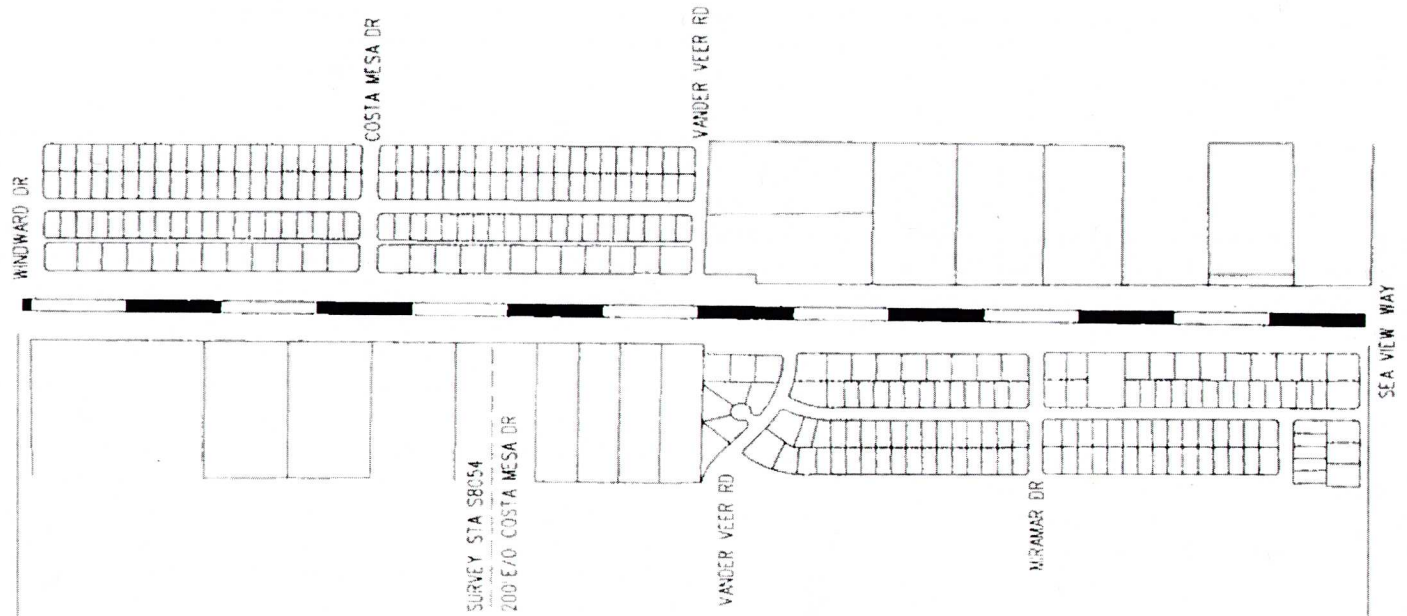 WINDWARD DR
COSTA MESA DR
VANDER VEER RD
SURVEY STA S8054
200' E/O COSTA MESA DR
VANDER VEER RD
MIRAMAR DR
SEA VIEW WAY